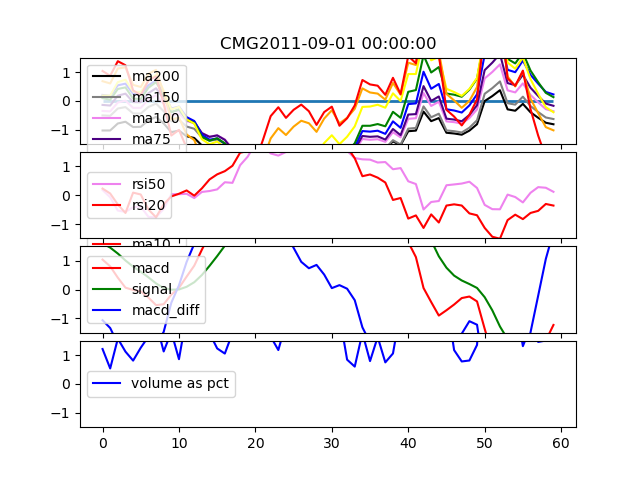 CMG2011-09-01 00:00:00
1
0
−1
ma200
ma150
ma100
ma75
1
0
−1
rsi50
rsi20
ma10
1
0
−1
macd
signal
macd_diff
1
0
−1
volume as pct
0 10 20 30 40 50 60